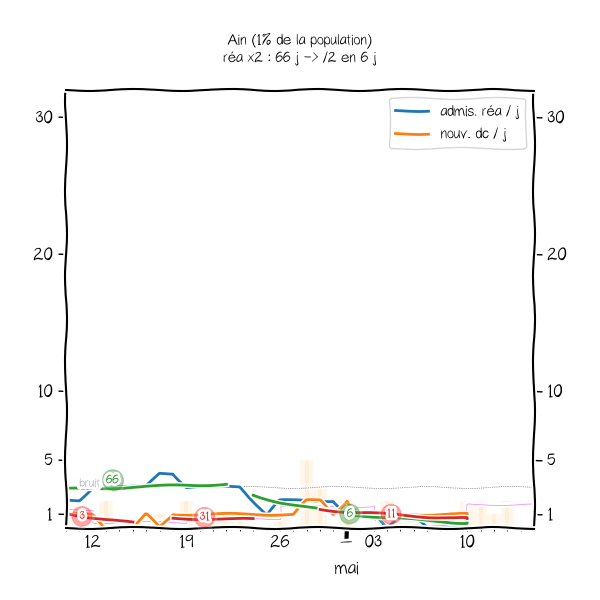 Ain (1% de la population)
réa x2 : 66 j -> /2 en 6 j
admis. réa / j
nouv. dc / j
30 30
20 20
10 10
5 5
1 1
bruit 66
3 31 6 11
12 19 26 03 10
mai